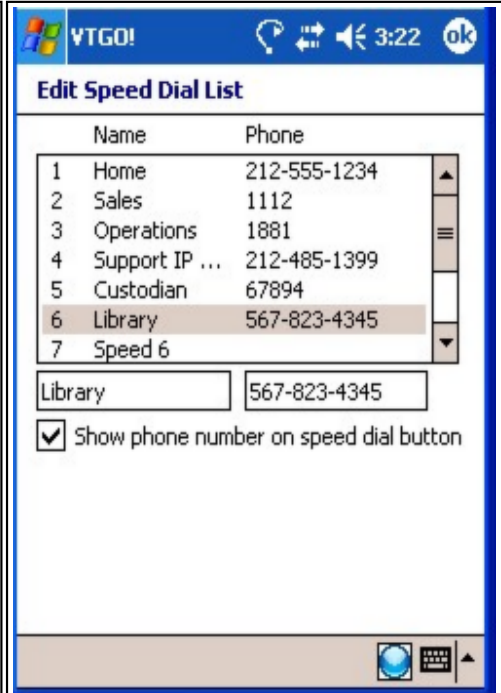 VTGO! 3:22 ok
Edit Speed Dial List
Name Phone
1 Home 212-555-1234
2 Sales 1112
3 Operations 1881
4 Support IP ... 212-485-1399
5 Custodian 67894
6 Library 567-823-4345
7 Speed 6
Library 567-823-4345
Show phone number on speed dial button